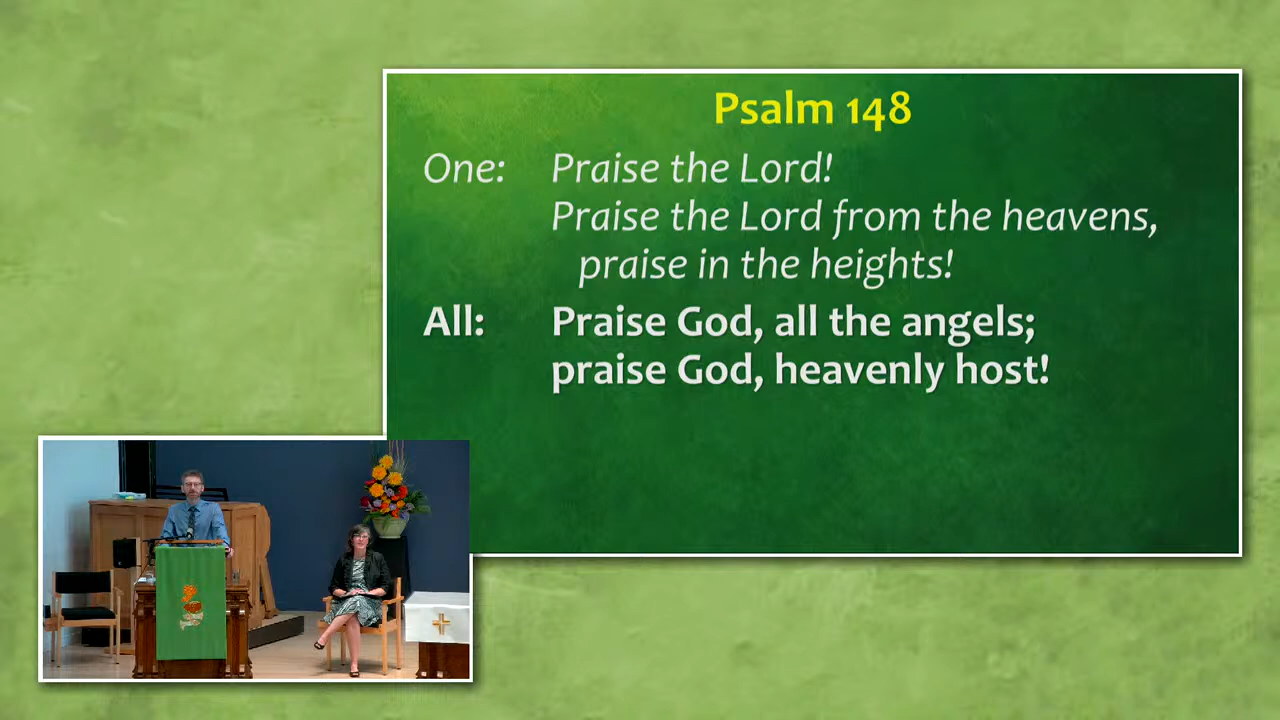 Psalm 148
One: Praise the Lord!
Praise the Lord from the heavens,
praise in the heights!
All: Praise God, all the angels;
praise God, heavenly host!